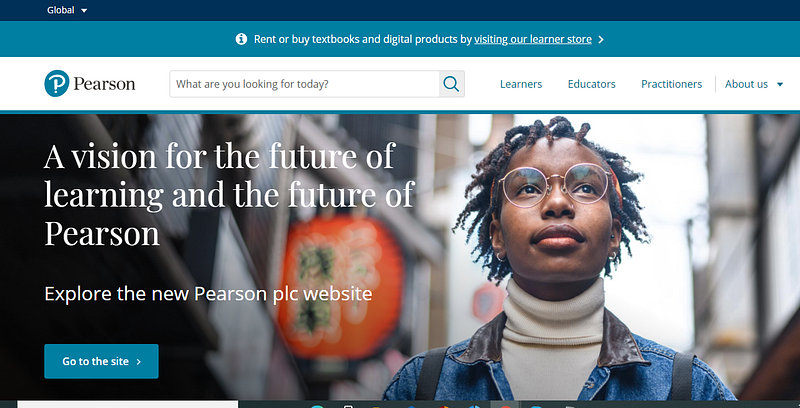 Global
Rent or buy textbooks and digital products by visiting our learner store
Pearson
What are you looking for today?
Learners
Educators
Practitioners
About us
A vision for the future of
learning and the future of
Pearson
Explore the new Pearson plc website
Go to the site